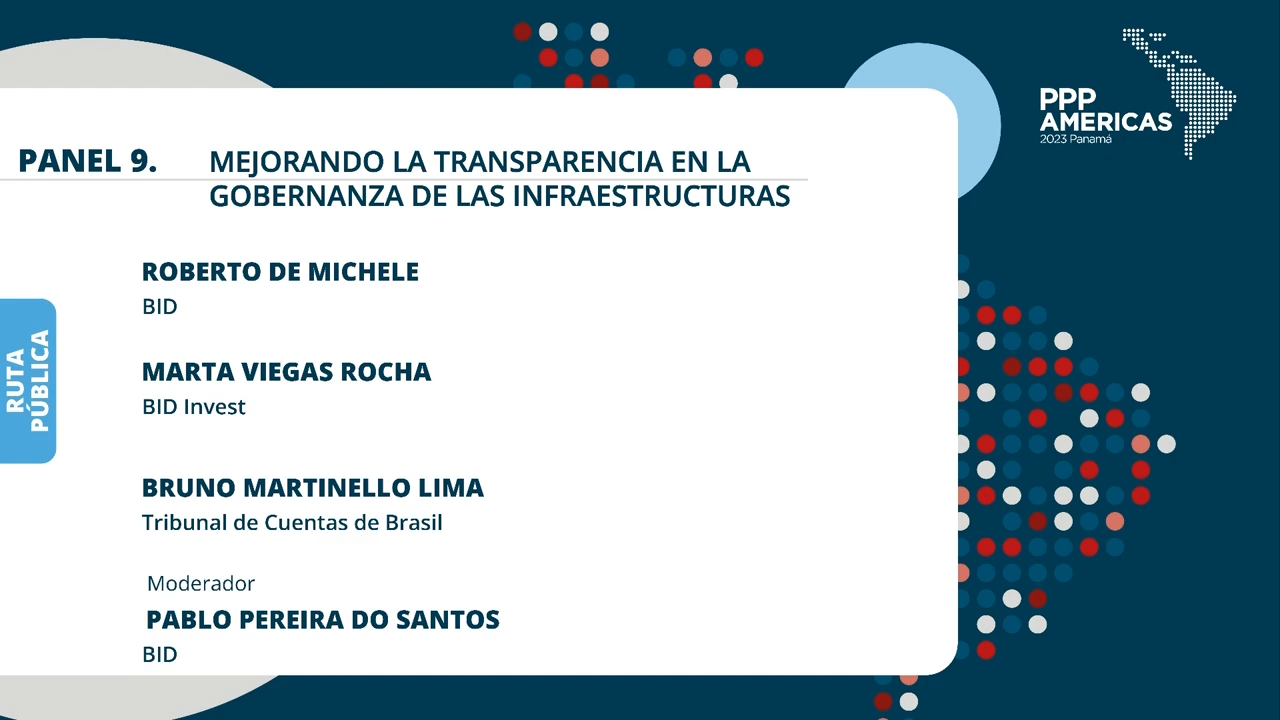 PPP
AMERICAS
2023 Panamá
PANEL 9.
MEJORANDO LA TRANSPARENCIA EN LA
GOBERNANZA DE LAS INFRAESTRUCTURAS
RUTA
PÚBLICA
ROBERTO DE MICHELE
BID
MARTA VIEGAS ROCHA
BID Invest
BRUNO MARTINELLO LIMA
Tribunal de Cuentas de Brasil
Moderador
PABLO PEREIRA DO SANTOS
BID